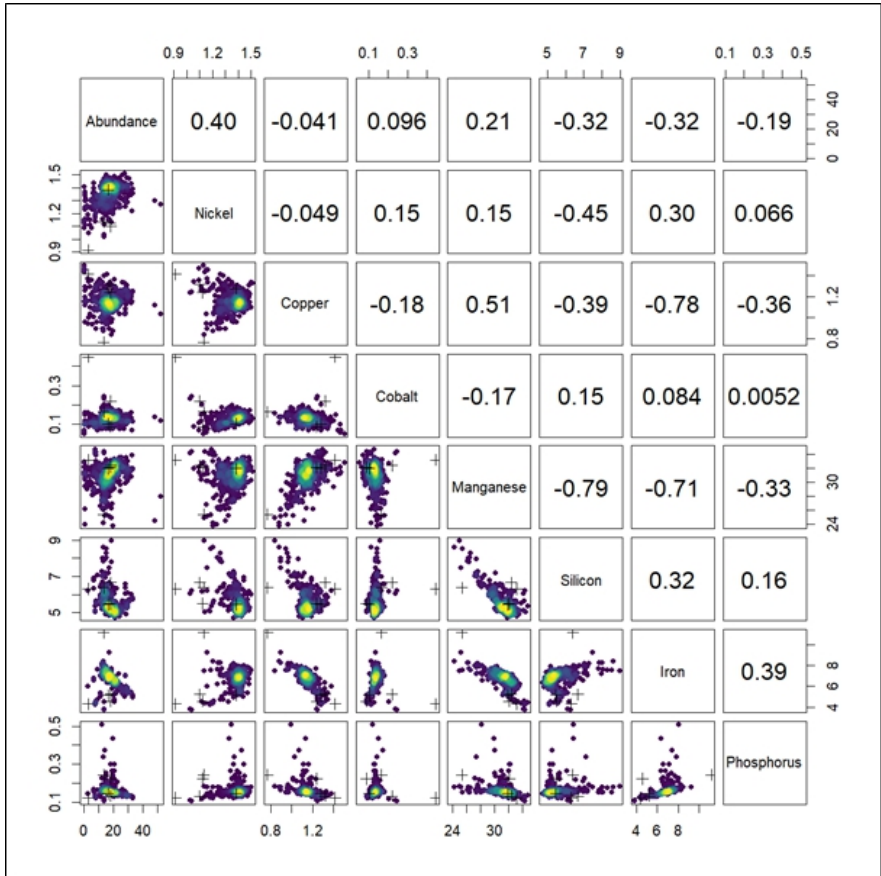 0.9 1.2 1.5 0.1 0.3 5 6 7 8 9 0.1 0.3 0.5
Abundance 0.40 -0.041 0.096 0.21 -0.32 -0.32 -0.19
0 20 40
0.9 1.2 1.5
Nickel -0.049 0.15 0.15 -0.45 0.30 0.066
Copper -0.18 0.51 -0.39 -0.78 -0.36
0.8 1.2
0.1 0.3
Cobalt -0.17 0.15 0.084 0.0052
Manganese -0.79 -0.71 -0.33
24 30
5 6 7 9
Silicon 0.32 0.16
Iron 0.39
4 6 8
0.1 0.3 0.5
Phosphorus
0 20 40 0.8 1.2 24 30 4 6 8